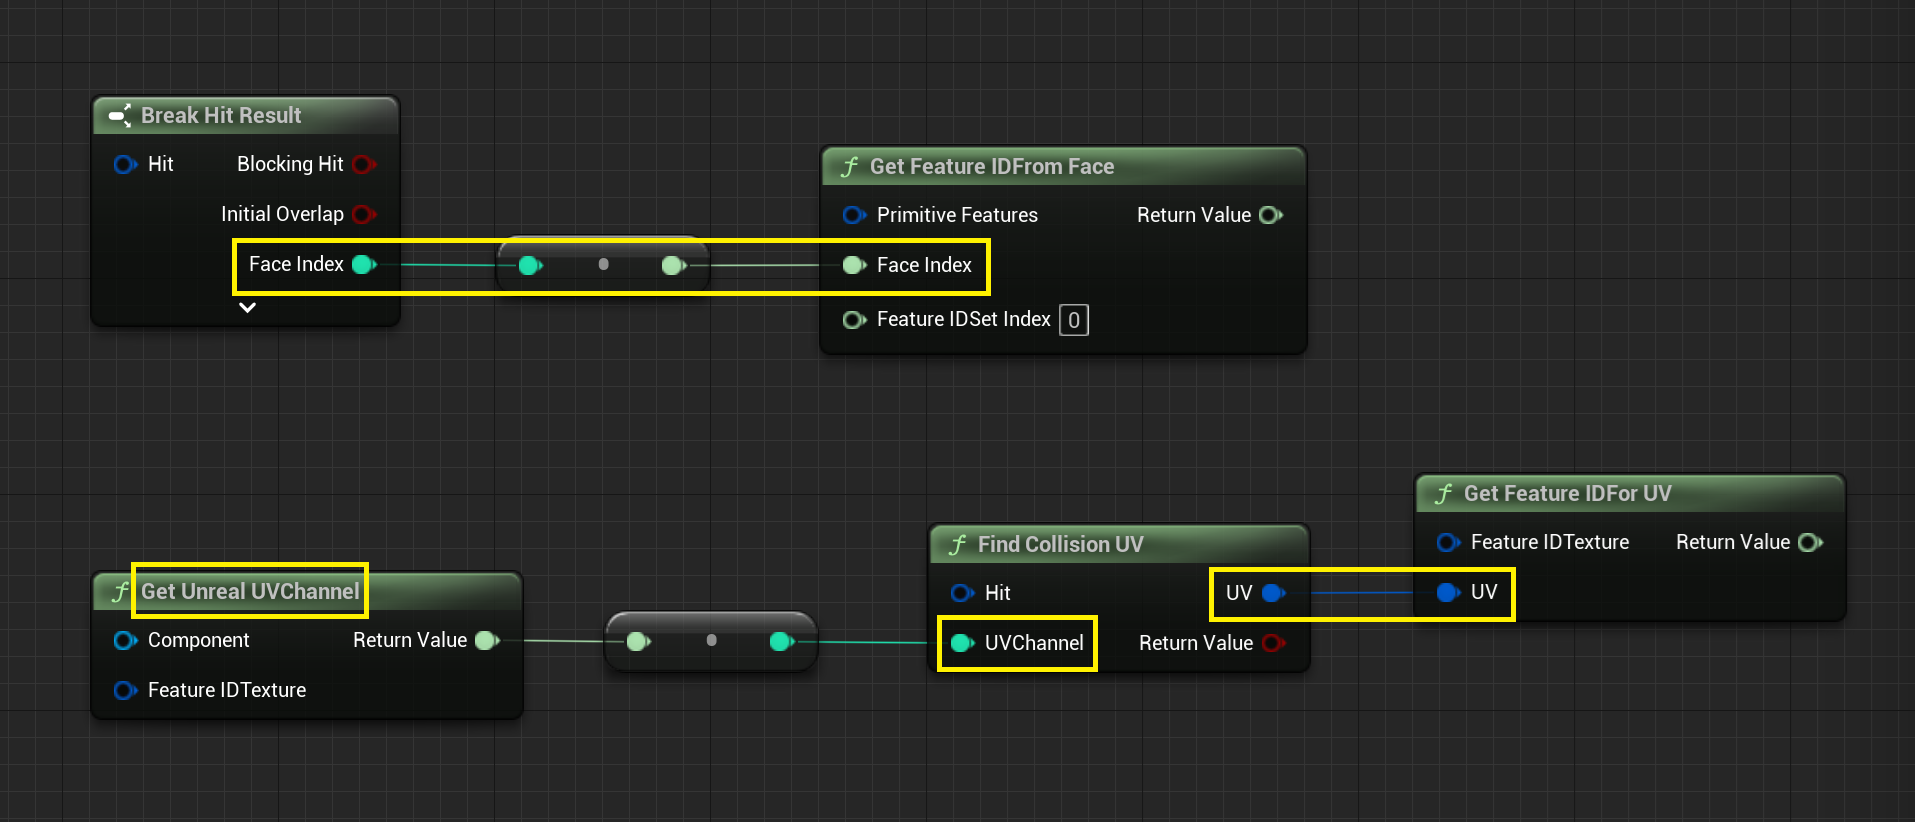 Break Hit Result
Hit
Blocking Hit
Initial Overlap
Face Index
f Get Feature IDFrom Face
Primitive Features
Return Value
Face Index
Feature IDSet Index 0
f Get Unreal UVChannel
Component
Return Value
Feature IDTexture
f Find Collision UV
Hit
UV
UVChannel
Return Value
f Get Feature IDFor UV
Feature IDTexture
Return Value
UV